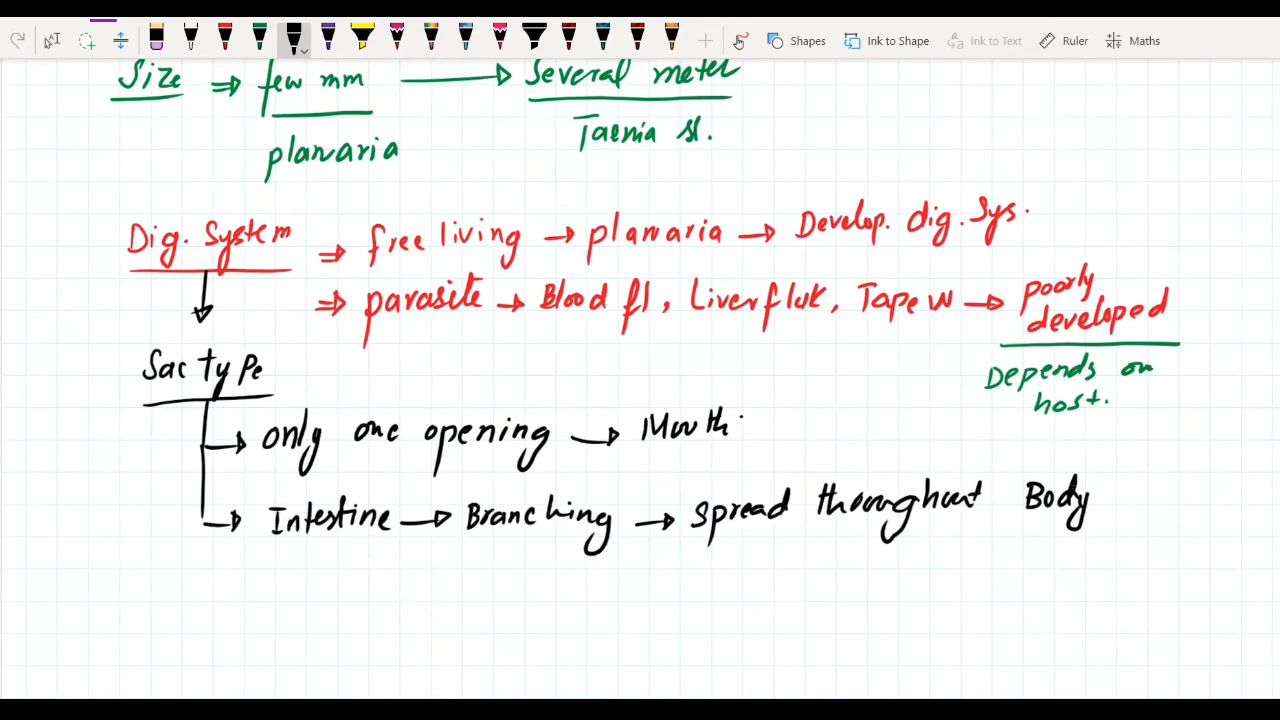 Shapes Ink to Shape Ink to Text Ruler Maths
Size ⇒ few mm → Several meter
planaria Taenia sl.
Dig. System ⇒ free living → planaria → Develop. dig. Sys.
⇒ parasite → Blood fl, Liver fluk, Tape w → poorly developed
Depends on host.
Sac type
→ only one opening → Mouth
→ Intestine → Branching → Spread throughout Body